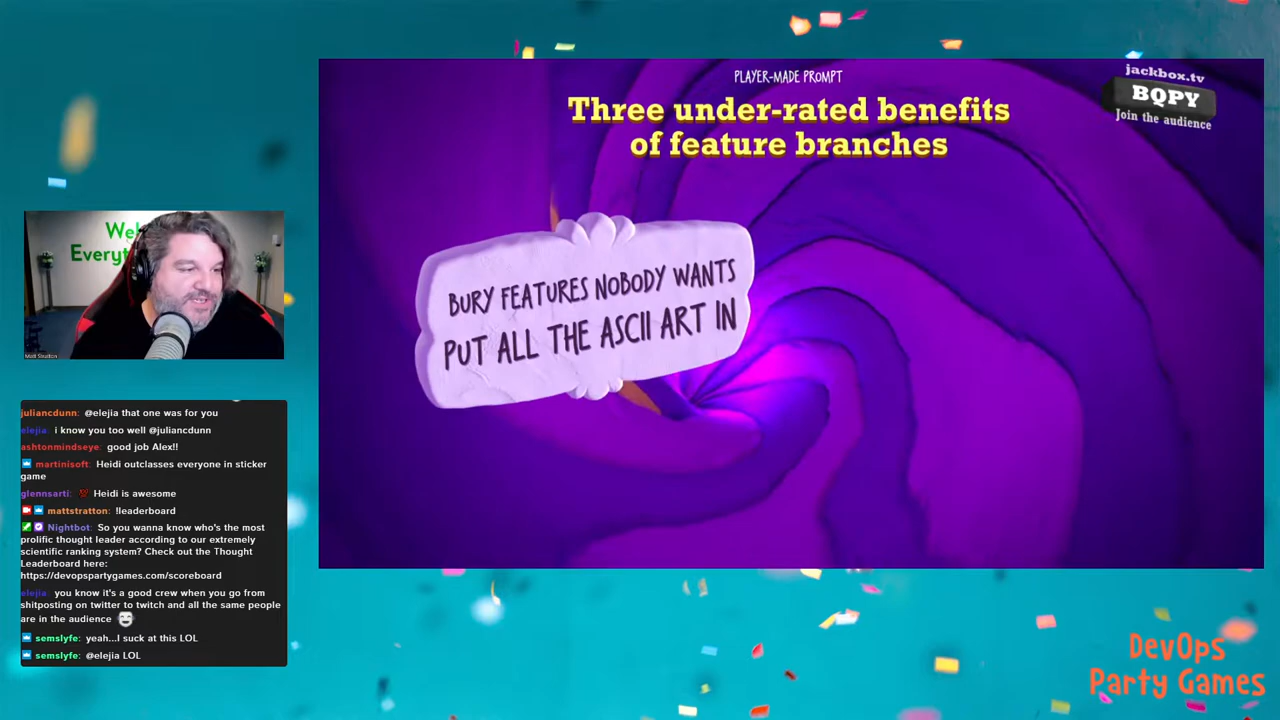 PLAYER-MADE PROMPT
Three under-rated benefits
of feature branches
jackbox.tv
BQPY
Join the audience
BURY FEATURES NOBODY WANTS
PUT ALL THE ASCII ART IN
Wel
Everyt
Matt Stratton
juliancdunn: @elejia that one was for you
elejia: i know you too well @juliancdunn
ashtonmindseye: good job Alex!!
martinisoft: Heidi outclasses everyone in sticker
game
glennsarti: 💯 Heidi is awesome
mattstratton: !leaderboard
Nightbot: So you wanna know who's the most
prolific thought leader according to our extremely
scientific ranking system? Check out the Thought
Leaderboard here:
https://devopspartygames.com/scoreboard
elejia: you know it's a good crew when you go from
shitposting on twitter to twitch and all the same people
are in the audience
semslyfe: yeah...I suck at this LOL
semslyfe: @elejia LOL
DevOps
Party Games